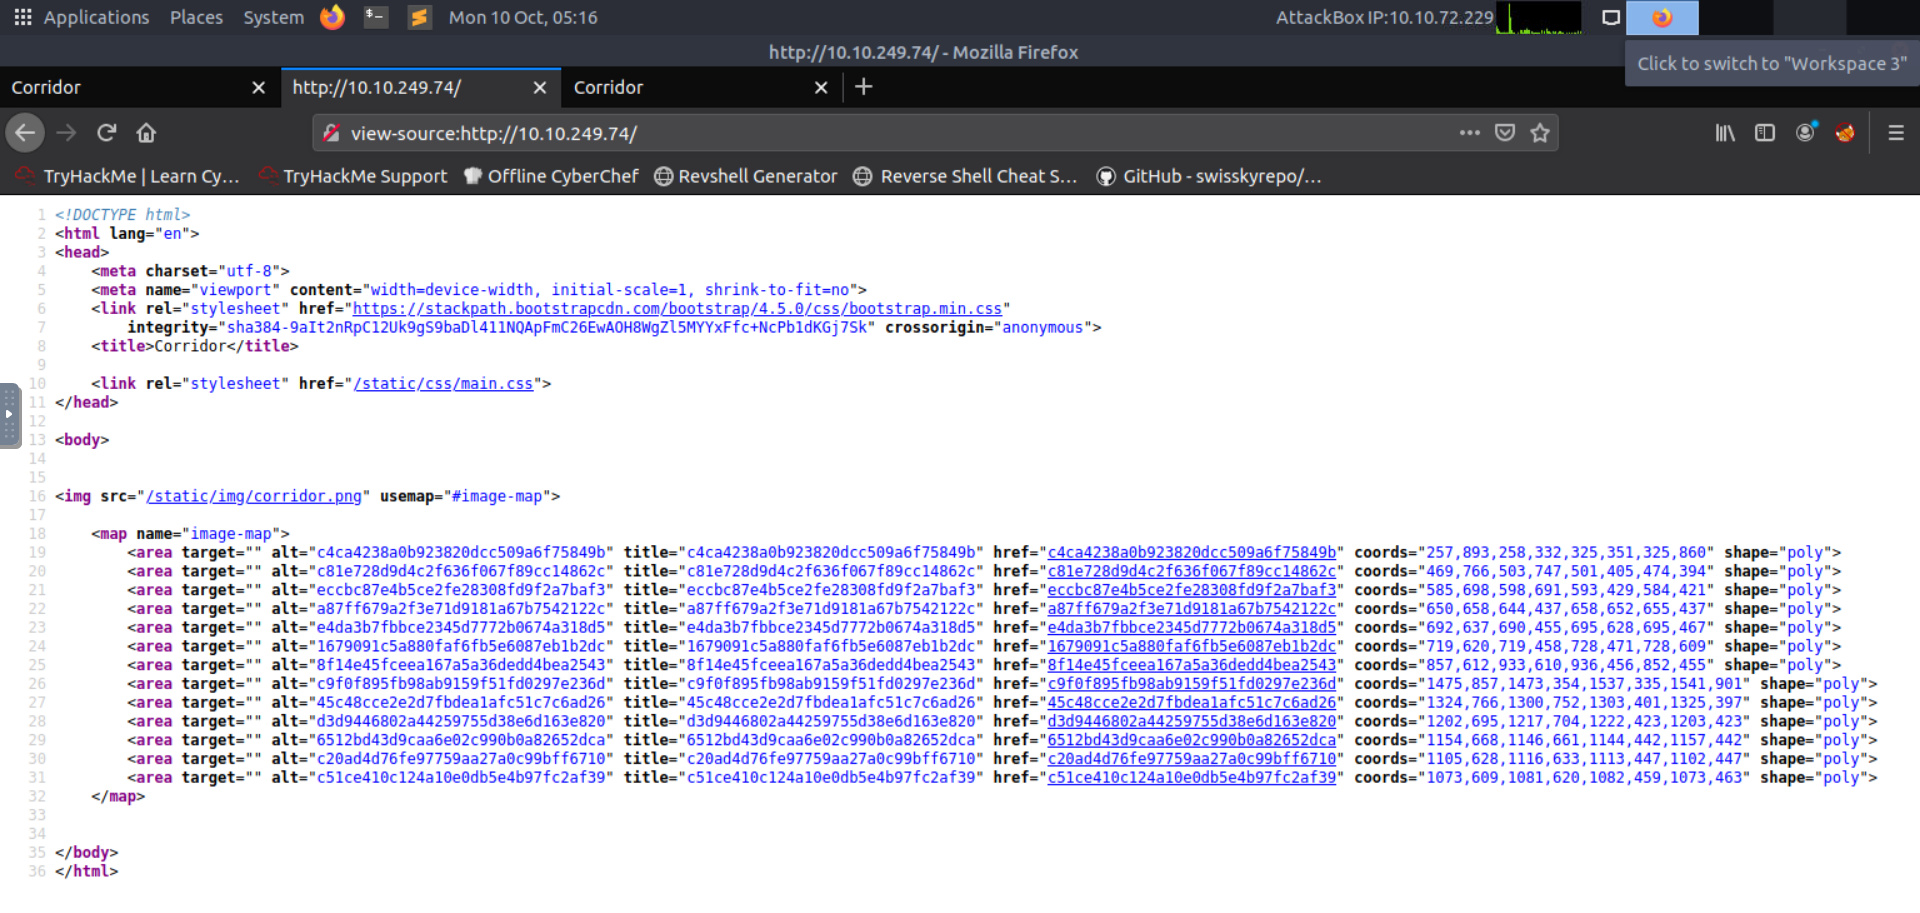 Applications Places System Mon 10 Oct, 05:16 AttackBox IP:10.10.72.229
http://10.10.249.74/ - Mozilla Firefox
Click to switch to "Workspace 3"
Corridor http://10.10.249.74/ Corridor
view-source:http://10.10.249.74/
TryHackMe | Learn Cy... TryHackMe Support Offline CyberChef Revshell Generator Reverse Shell Cheat S... GitHub - swisskyrepo/...
1 <!DOCTYPE html>
2 <html lang="en">
3 <head>
4 <meta charset="utf-8">
5 <meta name="viewport" content="width=device-width, initial-scale=1, shrink-to-fit=no">
6 <link rel="stylesheet" href="https://stackpath.bootstrapcdn.com/bootstrap/4.5.0/css/bootstrap.min.css"
7 integrity="sha384-9aIt2nRpC12Uk9gS9baDl411NQApFmC26EwAOH8WgZl5MYYxFfc+NcPb1dKGj7Sk" crossorigin="anonymous">
8 <title>Corridor</title>
9
10 <link rel="stylesheet" href="/static/css/main.css">
11 </head>
12
13 <body>
14
15
16 <img src="/static/img/corridor.png" usemap="#image-map">
17
18 <map name="image-map">
19 <area target="" alt="c4ca4238a0b923820dcc509a6f75849b" title="c4ca4238a0b923820dcc509a6f75849b" href="c4ca4238a0b923820dcc509a6f75849b" coords="257,893,258,332,325,351,325,860" shape="poly">
20 <area target="" alt="c81e728d9d4c2f636f067f89cc14862c" title="c81e728d9d4c2f636f067f89cc14862c" href="c81e728d9d4c2f636f067f89cc14862c" coords="469,766,503,747,501,405,474,394" shape="poly">
21 <area target="" alt="eccbc87e4b5ce2fe28308fd9f2a7baf3" title="eccbc87e4b5ce2fe28308fd9f2a7baf3" href="eccbc87e4b5ce2fe28308fd9f2a7baf3" coords="585,698,598,691,593,429,584,421" shape="poly">
22 <area target="" alt="a87ff679a2f3e71d9181a67b7542122c" title="a87ff679a2f3e71d9181a67b7542122c" href="a87ff679a2f3e71d9181a67b7542122c" coords="650,658,644,437,658,652,655,437" shape="poly">
23 <area target="" alt="e4da3b7fbbce2345d7772b0674a318d5" title="e4da3b7fbbce2345d7772b0674a318d5" href="e4da3b7fbbce2345d7772b0674a318d5" coords="692,637,690,455,695,628,695,467" shape="poly">
24 <area target="" alt="1679091c5a880faf6fb5e6087eb1b2dc" title="1679091c5a880faf6fb5e6087eb1b2dc" href="1679091c5a880faf6fb5e6087eb1b2dc" coords="719,620,719,458,728,471,728,609" shape="poly">
25 <area target="" alt="8f14e45fceea167a5a36dedd4bea2543" title="8f14e45fceea167a5a36dedd4bea2543" href="8f14e45fceea167a5a36dedd4bea2543" coords="857,612,933,610,936,456,852,455" shape="poly">
26 <area target="" alt="c9f0f895fb98ab9159f51fd0297e236d" title="c9f0f895fb98ab9159f51fd0297e236d" href="c9f0f895fb98ab9159f51fd0297e236d" coords="1475,857,1473,354,1537,335,1541,901" shape="poly">
27 <area target="" alt="45c48cce2e2d7fbdea1afc51c7c6ad26" title="45c48cce2e2d7fbdea1afc51c7c6ad26" href="45c48cce2e2d7fbdea1afc51c7c6ad26" coords="1324,766,1300,752,1303,401,1325,397" shape="poly">
28 <area target="" alt="d3d9446802a44259755d38e6d163e820" title="d3d9446802a44259755d38e6d163e820" href="d3d9446802a44259755d38e6d163e820" coords="1202,695,1217,704,1222,423,1203,423" shape="poly">
29 <area target="" alt="6512bd43d9caa6e02c990b0a82652dca" title="6512bd43d9caa6e02c990b0a82652dca" href="6512bd43d9caa6e02c990b0a82652dca" coords="1154,668,1146,661,1144,442,1157,442" shape="poly">
30 <area target="" alt="c20ad4d76fe97759aa27a0c99bff6710" title="c20ad4d76fe97759aa27a0c99bff6710" href="c20ad4d76fe97759aa27a0c99bff6710" coords="1105,628,1116,633,1113,447,1102,447" shape="poly">
31 <area target="" alt="c51ce410c124a10e0db5e4b97fc2af39" title="c51ce410c124a10e0db5e4b97fc2af39" href="c51ce410c124a10e0db5e4b97fc2af39" coords="1073,609,1081,620,1082,459,1073,463" shape="poly">
32 </map>
33
34
35 </body>
36 </html>